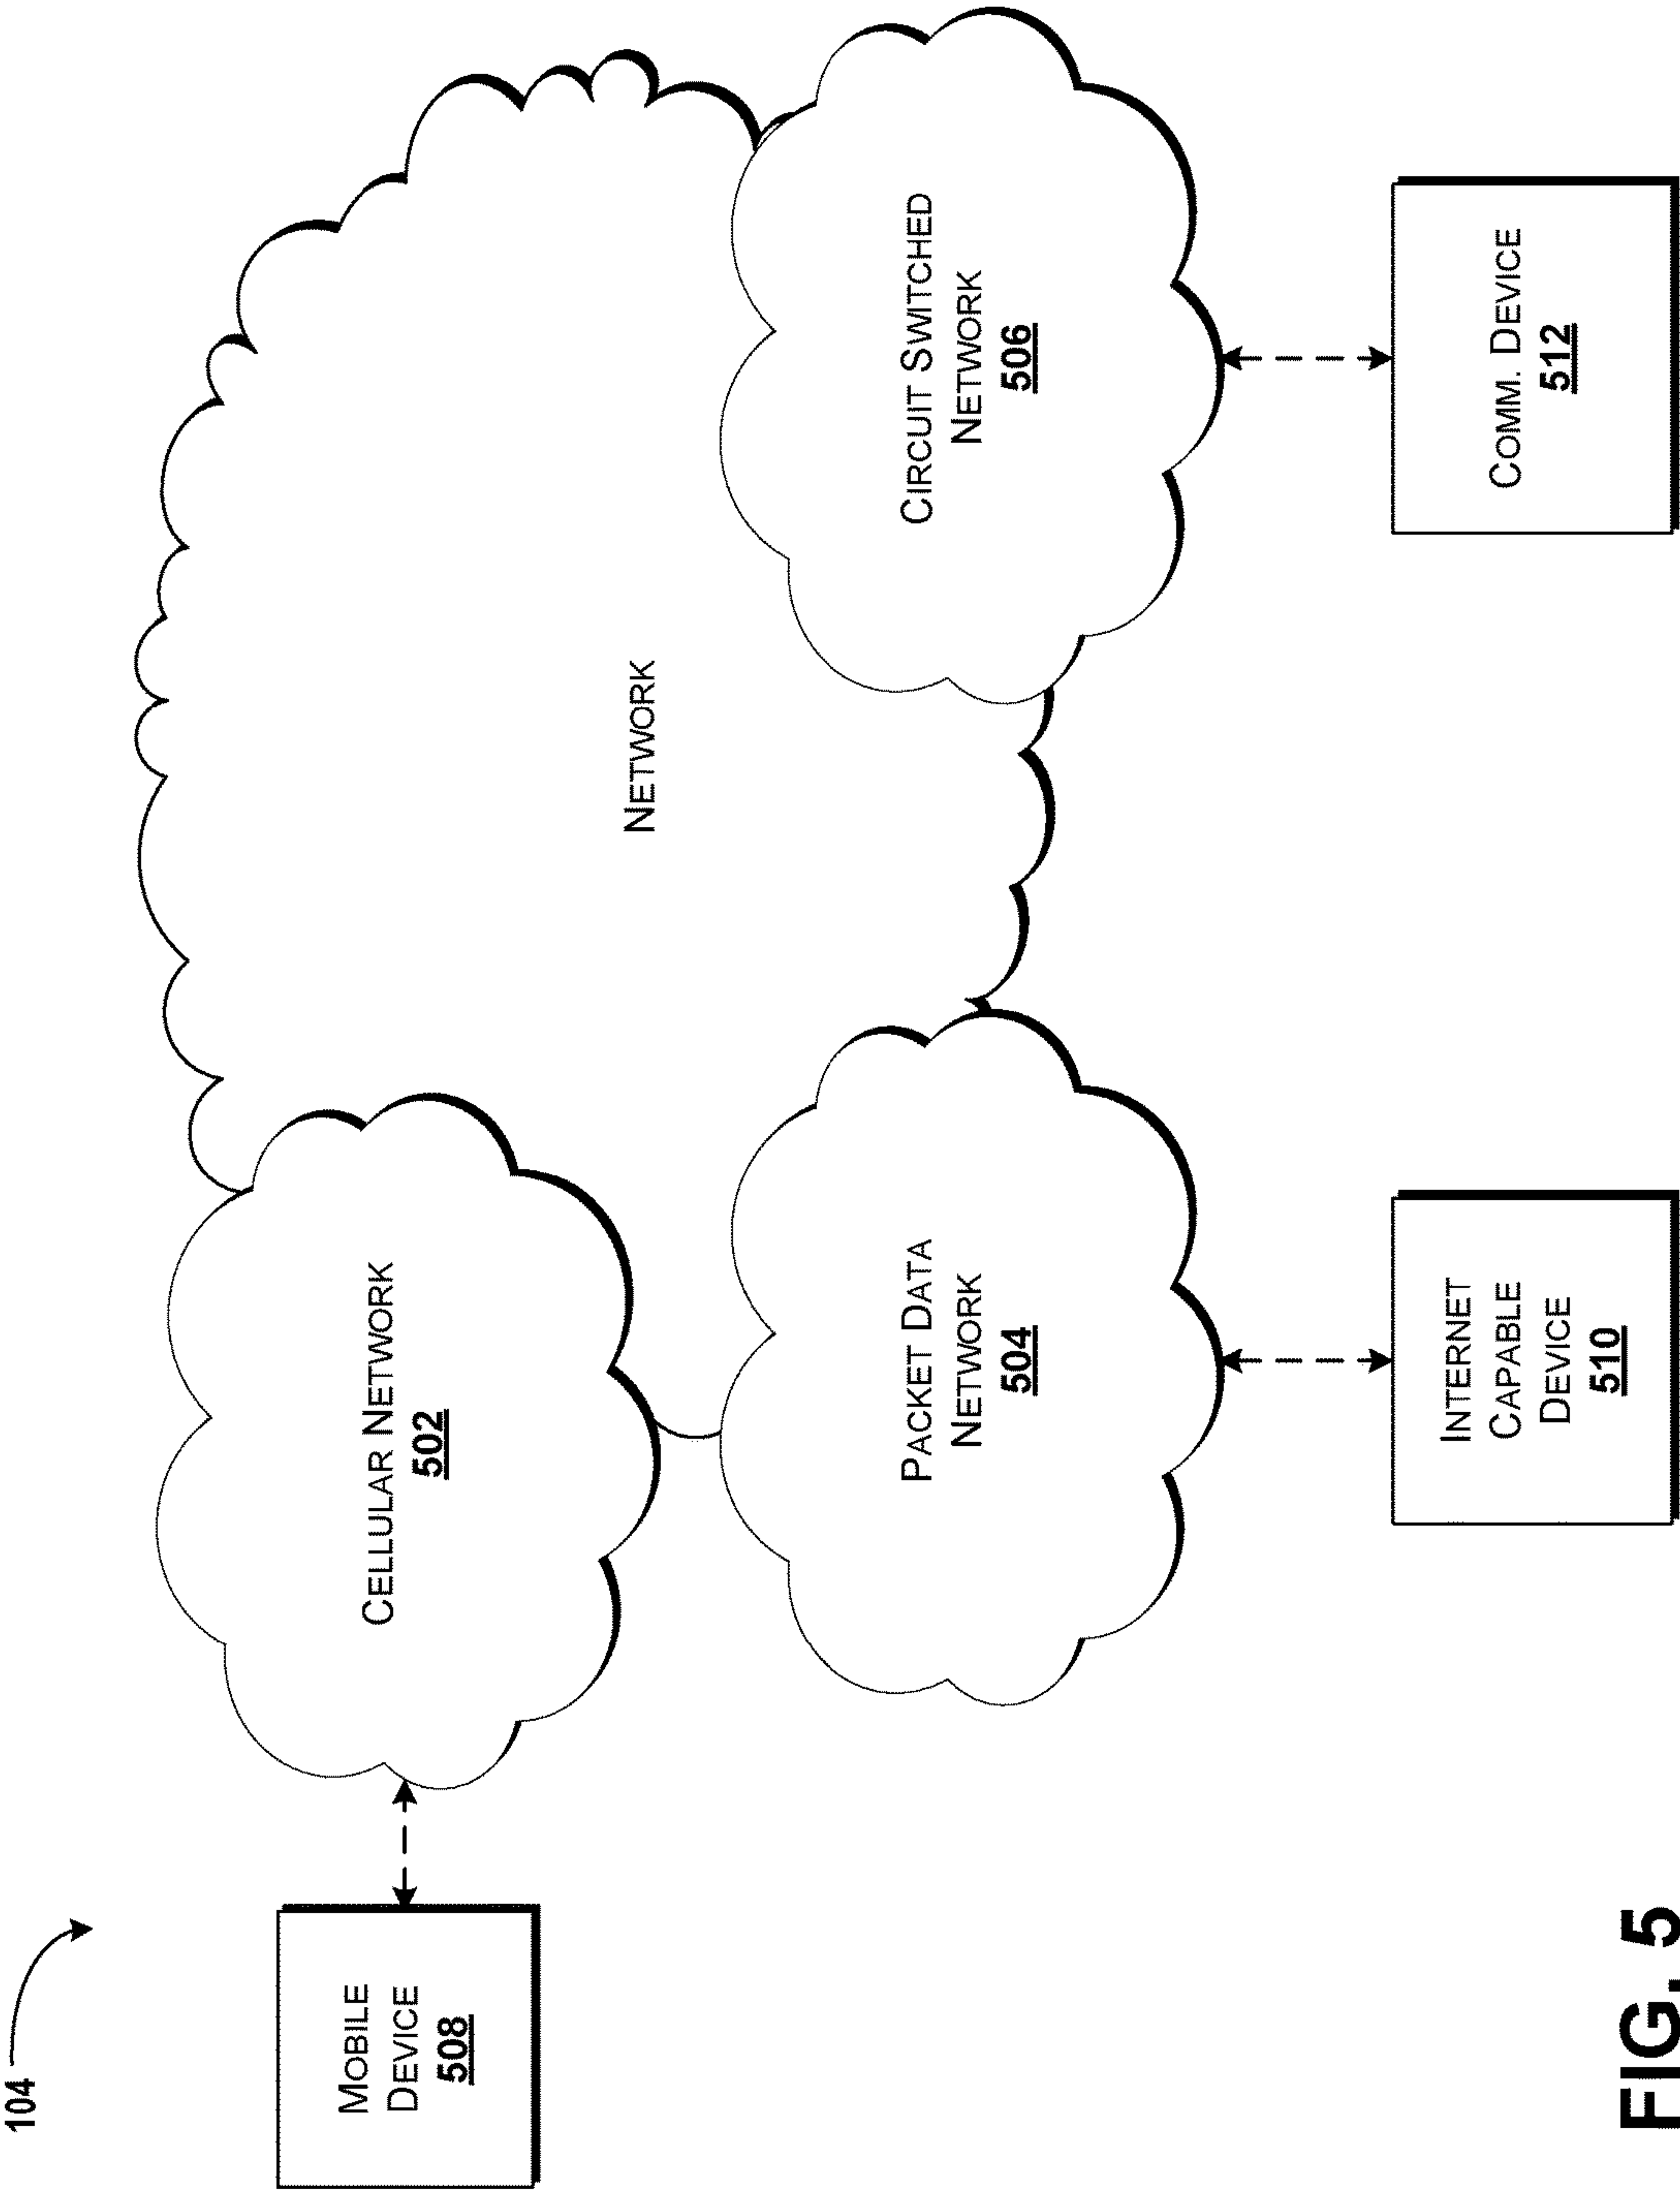 104
MOBILE
DEVICE
508
CELLULAR NETWORK
502
NETWORK
PACKET DATA
NETWORK
504
CIRCUIT SWITCHED
NETWORK
506
INTERNET
CAPABLE
DEVICE
510
COMM. DEVICE
512
FIG. 5